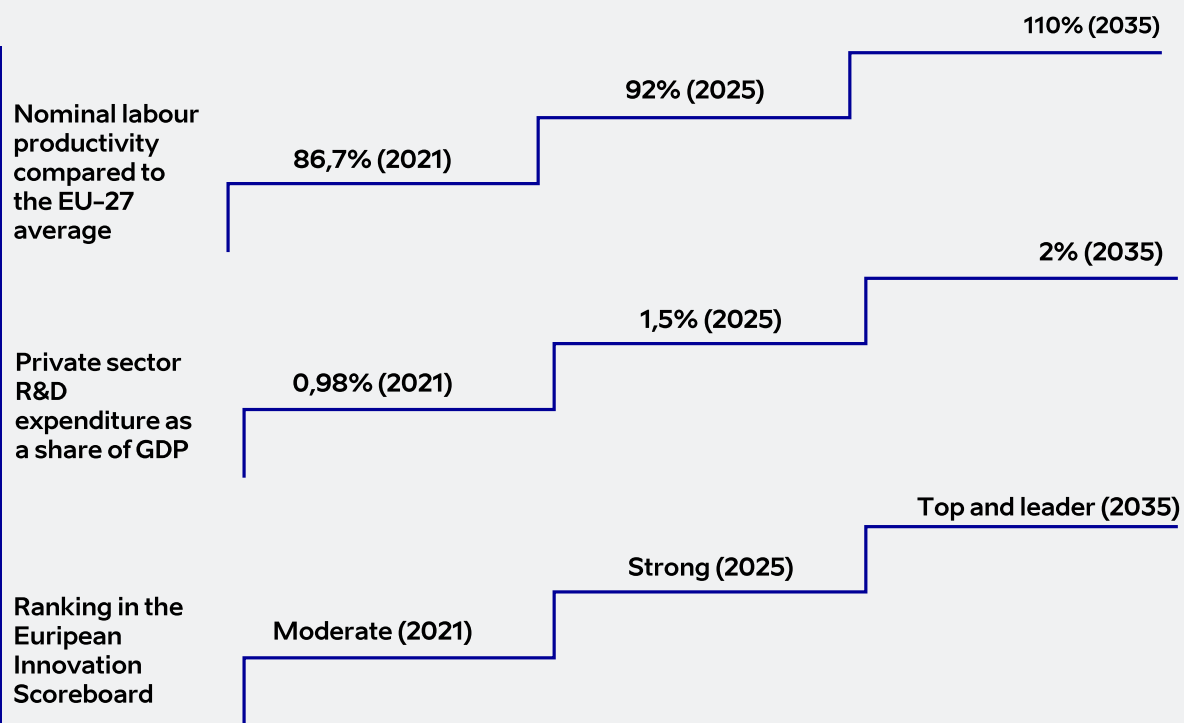 110% (2035)
92% (2025)
86,7% (2021)
Nominal labour
productivity
compared to
the EU-27
average
2% (2035)
1,5% (2025)
0,98% (2021)
Private sector
R&D
expenditure as
a share of GDP
Top and leader (2035)
Strong (2025)
Moderate (2021)
Ranking in the
Euripean
Innovation
Scoreboard